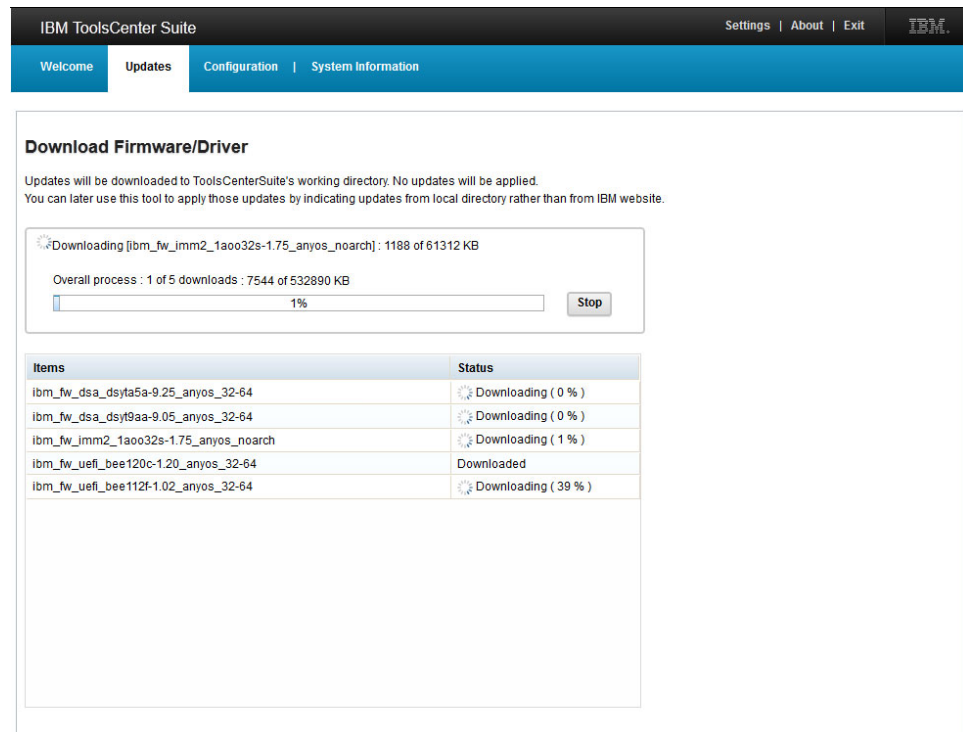 IBM ToolsCenter Suite
Settings | About | Exit
IBM.
Welcome
Updates
Configuration | System Information
Download Firmware/Driver
Updates will be downloaded to ToolsCenterSuite's working directory. No updates will be applied.
You can later use this tool to apply those updates by indicating updates from local directory rather than from IBM website.
Downloading [ibm_fw_imm2_1aoo32s-1.75_anyos_noarch] : 1188 of 61312 KB
Overall process : 1 of 5 downloads : 7544 of 532890 KB
1%
Stop
Items Status
ibm_fw_dsa_dsyta5a-9.25_anyos_32-64 Downloading ( 0 % )
ibm_fw_dsa_dsyt9aa-9.05_anyos_32-64 Downloading ( 0 % )
ibm_fw_imm2_1aoo32s-1.75_anyos_noarch Downloading ( 1 % )
ibm_fw_uefi_bee120c-1.20_anyos_32-64 Downloaded
ibm_fw_uefi_bee112f-1.02_anyos_32-64 Downloading ( 39 % )